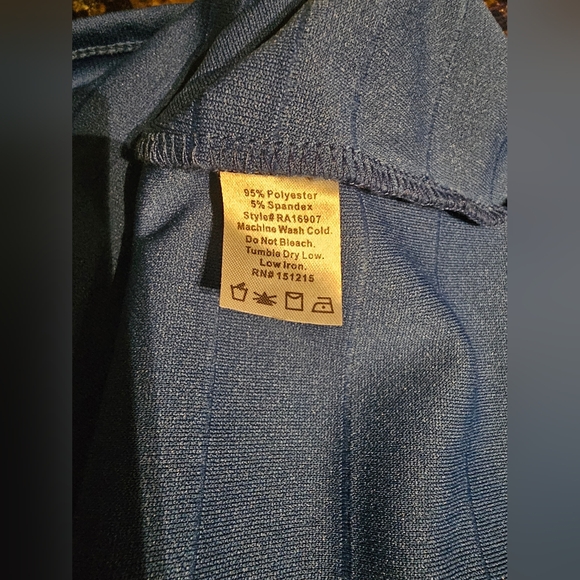 95% Polyester
5% Spandex
Style# RA16907
Machine Wash Cold.
Do Not Bleach.
Tumble Dry Low.
Low Iron.
RN# 151215